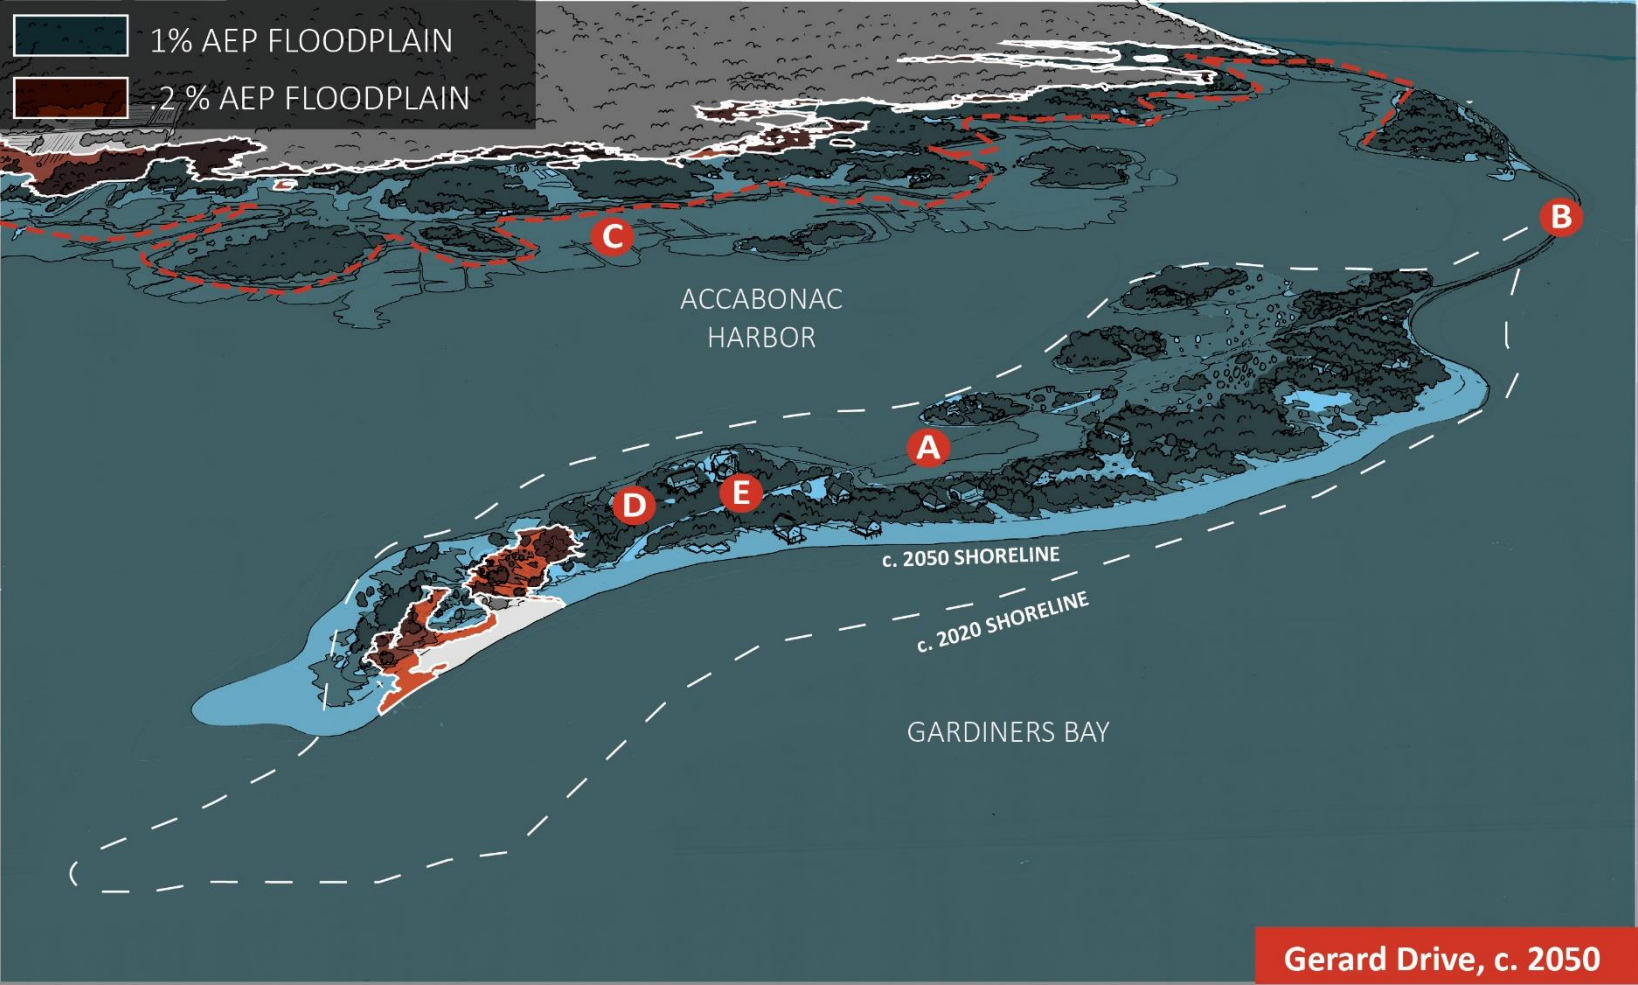 1% AEP FLOODPLAIN
.2 % AEP FLOODPLAIN
B
C
ACCABONAC
HARBOR
A
E
D
c. 2050 SHORELINE
c. 2020 SHORELINE
GARDINERS BAY
Gerard Drive, c. 2050